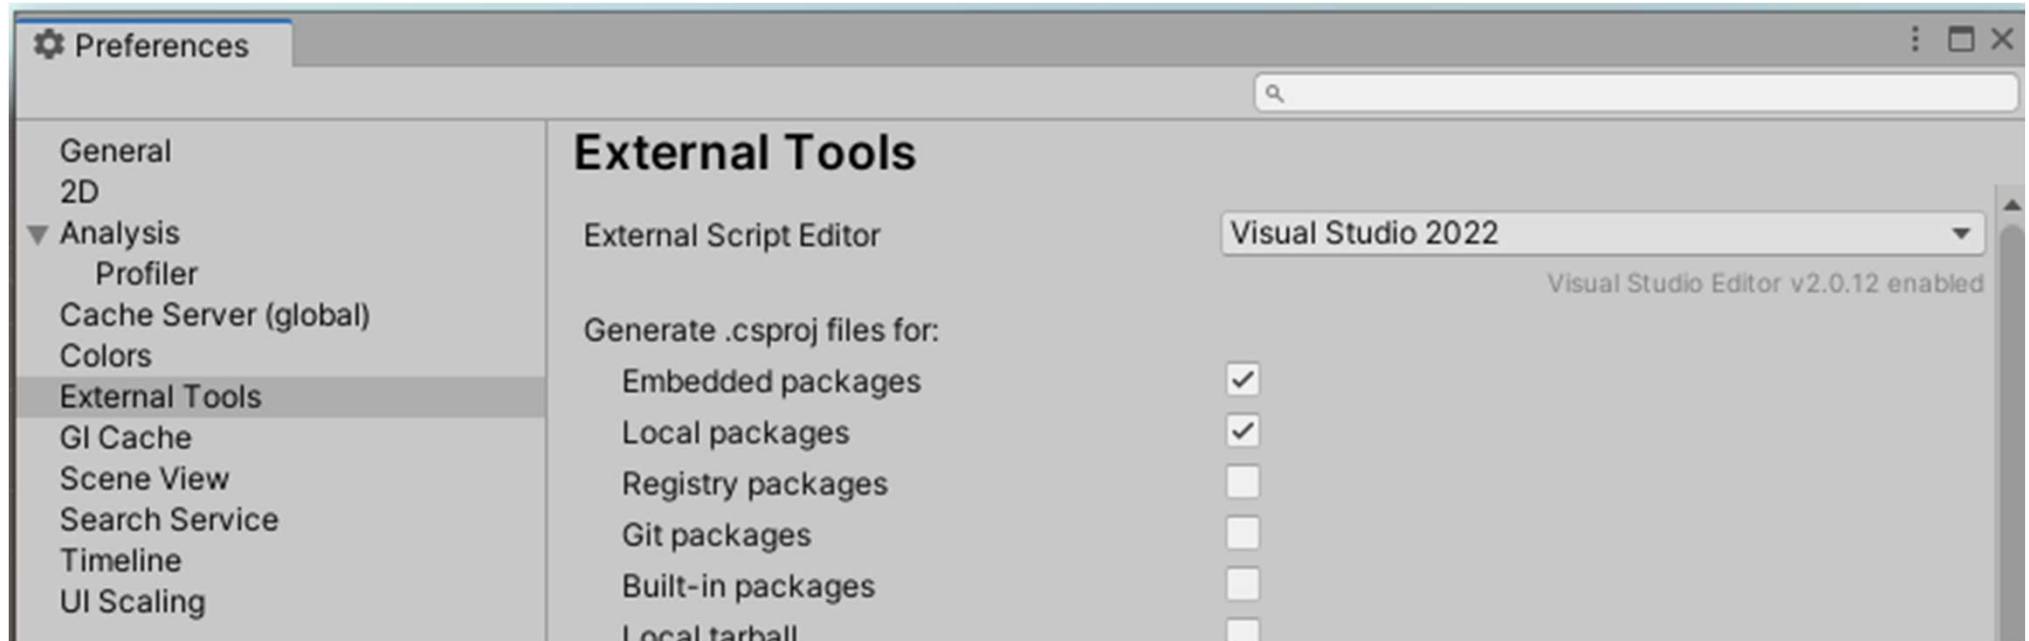 Preferences
General
2D
Analysis
Profiler
Cache Server (global)
Colors
External Tools
GI Cache
Scene View
Search Service
Timeline
UI Scaling
External Tools
External Script Editor
Visual Studio 2022
Visual Studio Editor v2.0.12 enabled
Generate .csproj files for:
Embedded packages
Local packages
Registry packages
Git packages
Built-in packages
Local tarball